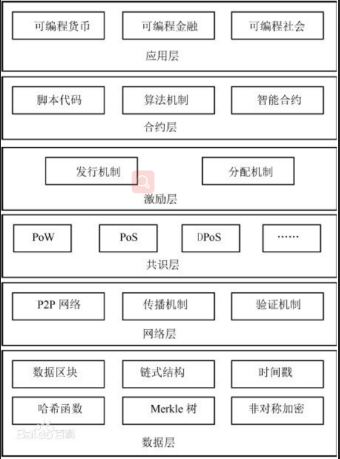 可编程货币 可编程金融 可编程社会
应用层
脚本代码 算法机制 智能合约
合约层
发行机制 分配机制
激励层
PoW PoS DPoS ……
共识层
P2P 网络 传播机制 验证机制
网络层
数据区块 链式结构 时间戳
哈希函数 Merkle 树 非对称加密
Bai百科
数据层